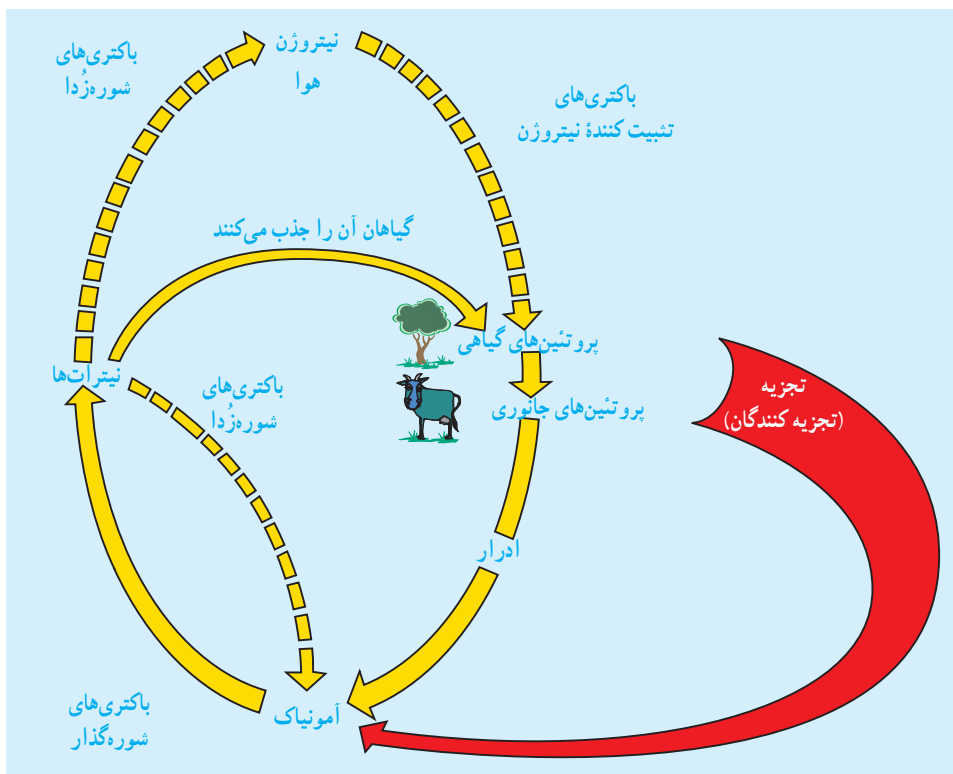 نیتروژن
هوا
باکتری‌های
شوره‌زُدا
باکتری‌های
تثبیت کنندهٔ نیتروژن
گیاهان آن را جذب می‌کنند
پروتئین‌های گیاهی
نیترات‌ها
باکتری‌های
شوره‌زُدا
پروتئین‌های جانوری
تجزیه
(تجزیه کنندگان)
ادرار
آمونیاک
باکتری‌های
شوره‌گذار